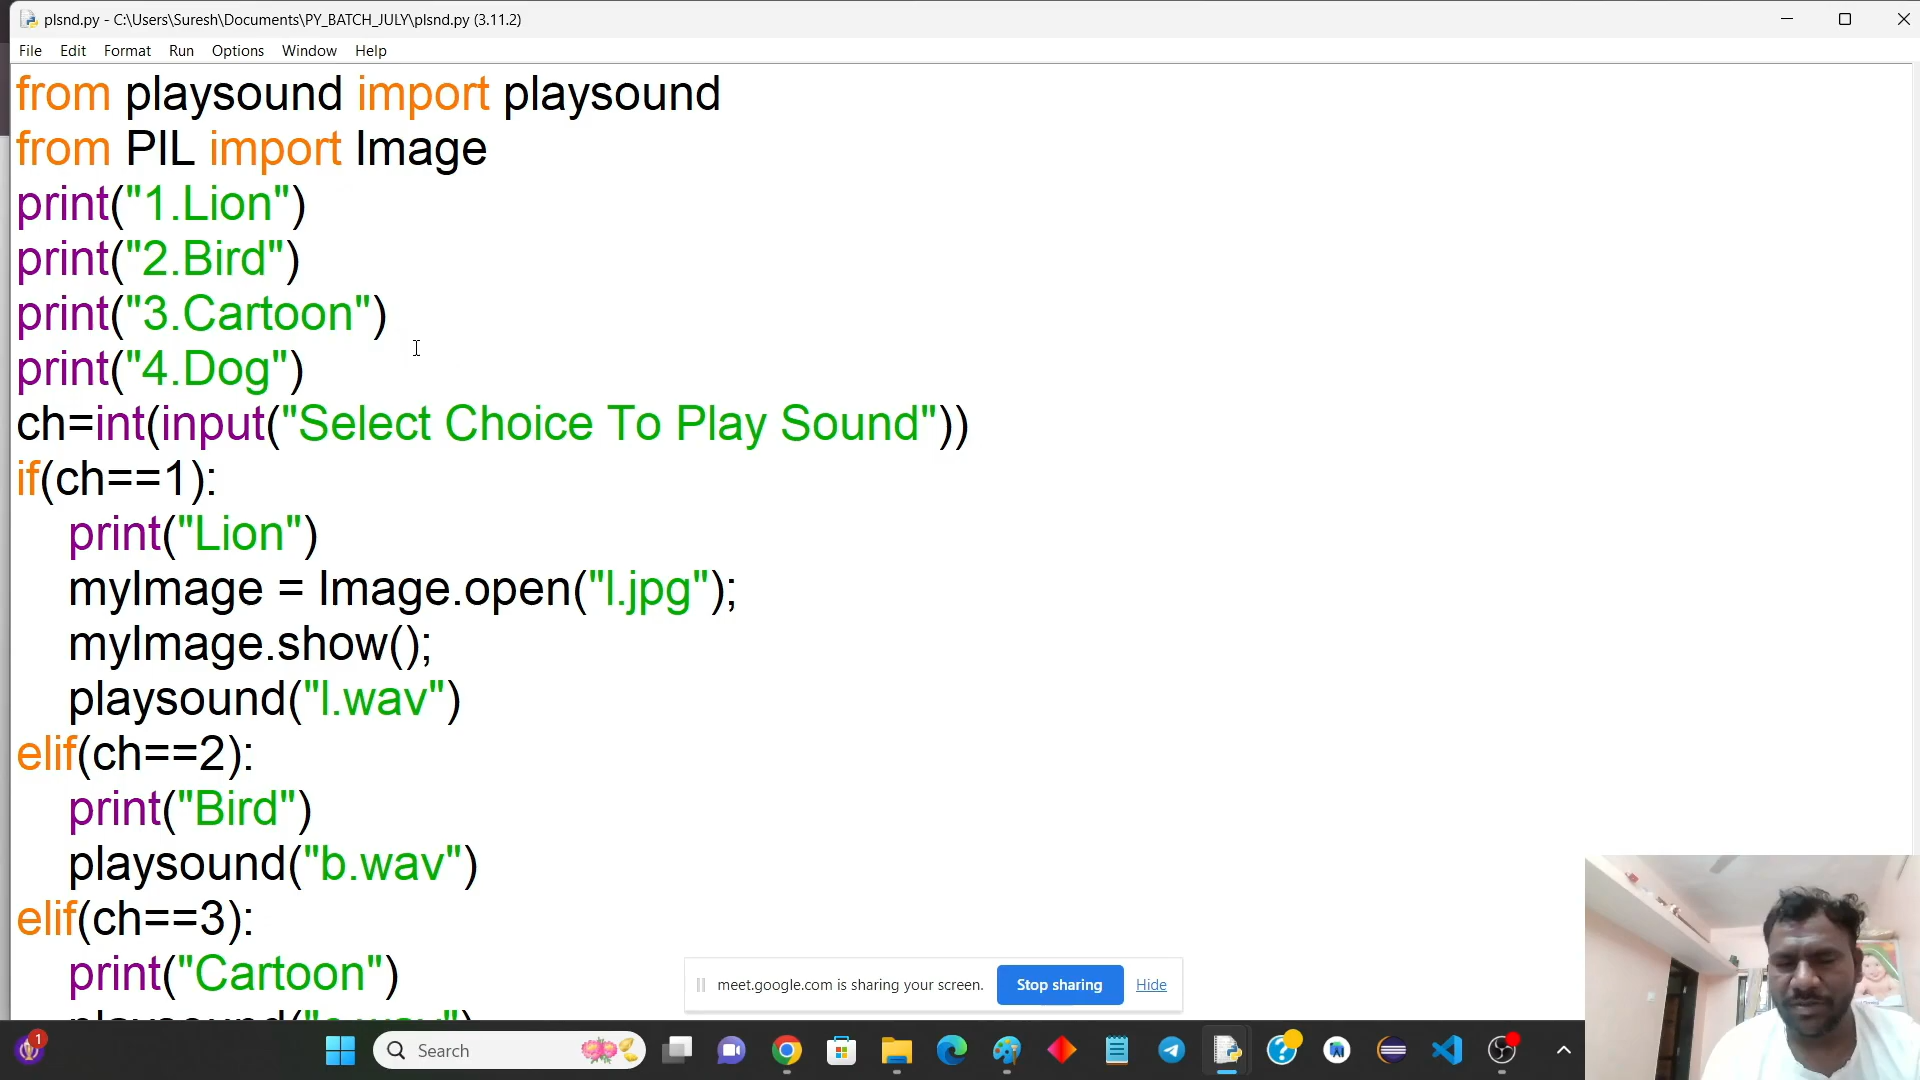 plsnd.py - C:\Users\Suresh\Documents\PY_BATCH_JULY\plsnd.py (3.11.2)
File Edit Format Run Options Window Help
from playsound import playsound
from PIL import Image
print("1.Lion")
print("2.Bird")
print("3.Cartoon")
print("4.Dog")
ch=int(input("Select Choice To Play Sound"))
if(ch==1):
print("Lion")
myImage = Image.open("l.jpg");
myImage.show();
playsound("l.wav")
elif(ch==2):
print("Bird")
playsound("b.wav")
elif(ch==3):
print("Cartoon")
meet.google.com is sharing your screen. Stop sharing Hide
1 Search